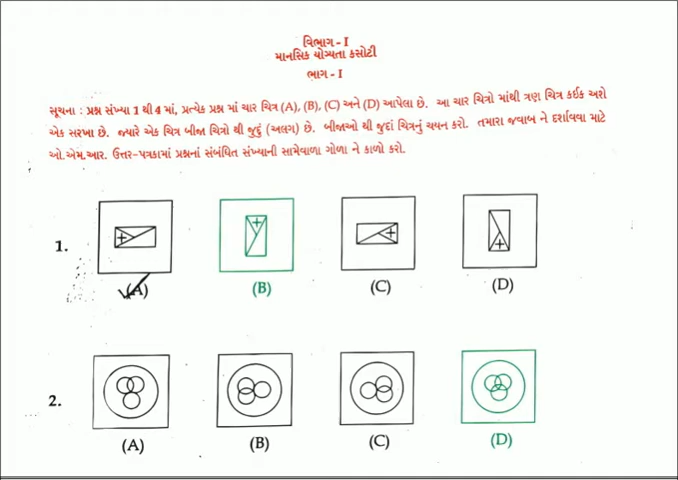 વિભાગ - I
માનસિક યોગ્યતા કસોટી
ભાગ - I
સૂચના : પ્રશ્ન સંખ્યા 1 થી 4 માં, પ્રત્યેક પ્રશ્ન માં ચાર ચિત્ર (A), (B), (C) અને (D) આપેલા છે. આ ચાર ચિત્રો માંથી ત્રણ ચિત્ર કઈક અશે
એક સરખા છે. જ્યારે એક ચિત્ર બીજા ચિત્રો થી જુદું (અલગ) છે. બીજાઓ થી જુદાં ચિત્રનું ચયન કરો. તમારા જવાબ ને દર્શાવવા માટે
ઓ.એમ.આર. ઉત્તર-પત્રકામાં પ્રશ્નનાં સંબંધિત સંખ્યાની સામેવાળા ગોળા ને કાળો કરો.
1.
(A) (B) (C) (D)
2.
(A) (B) (C) (D)